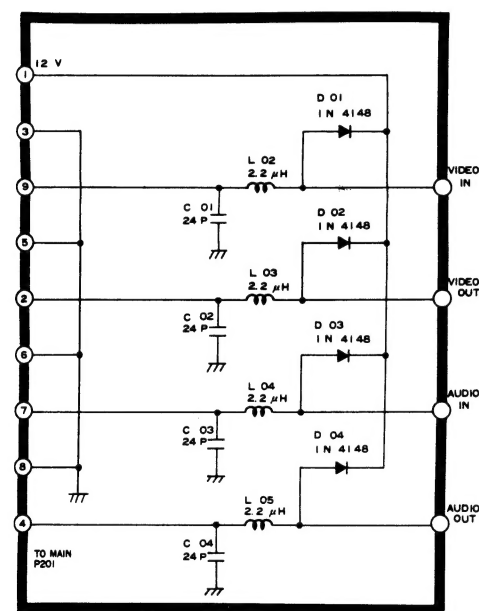 1
12 V
D 01
1N 4148
3
L 02
2.2 µH
9
VIDEO
IN
C 01
24 P
D 02
1N 4148
5
L 03
2.2 µH
2
VIDEO
OUT
C 02
24 P
D 03
1N 4148
6
L 04
2.2 µH
7
AUDIO
IN
C 03
24 P
D 04
1N 4148
8
L 05
2.2 µH
4
AUDIO
OUT
C 04
24 P
TO MAIN
P201